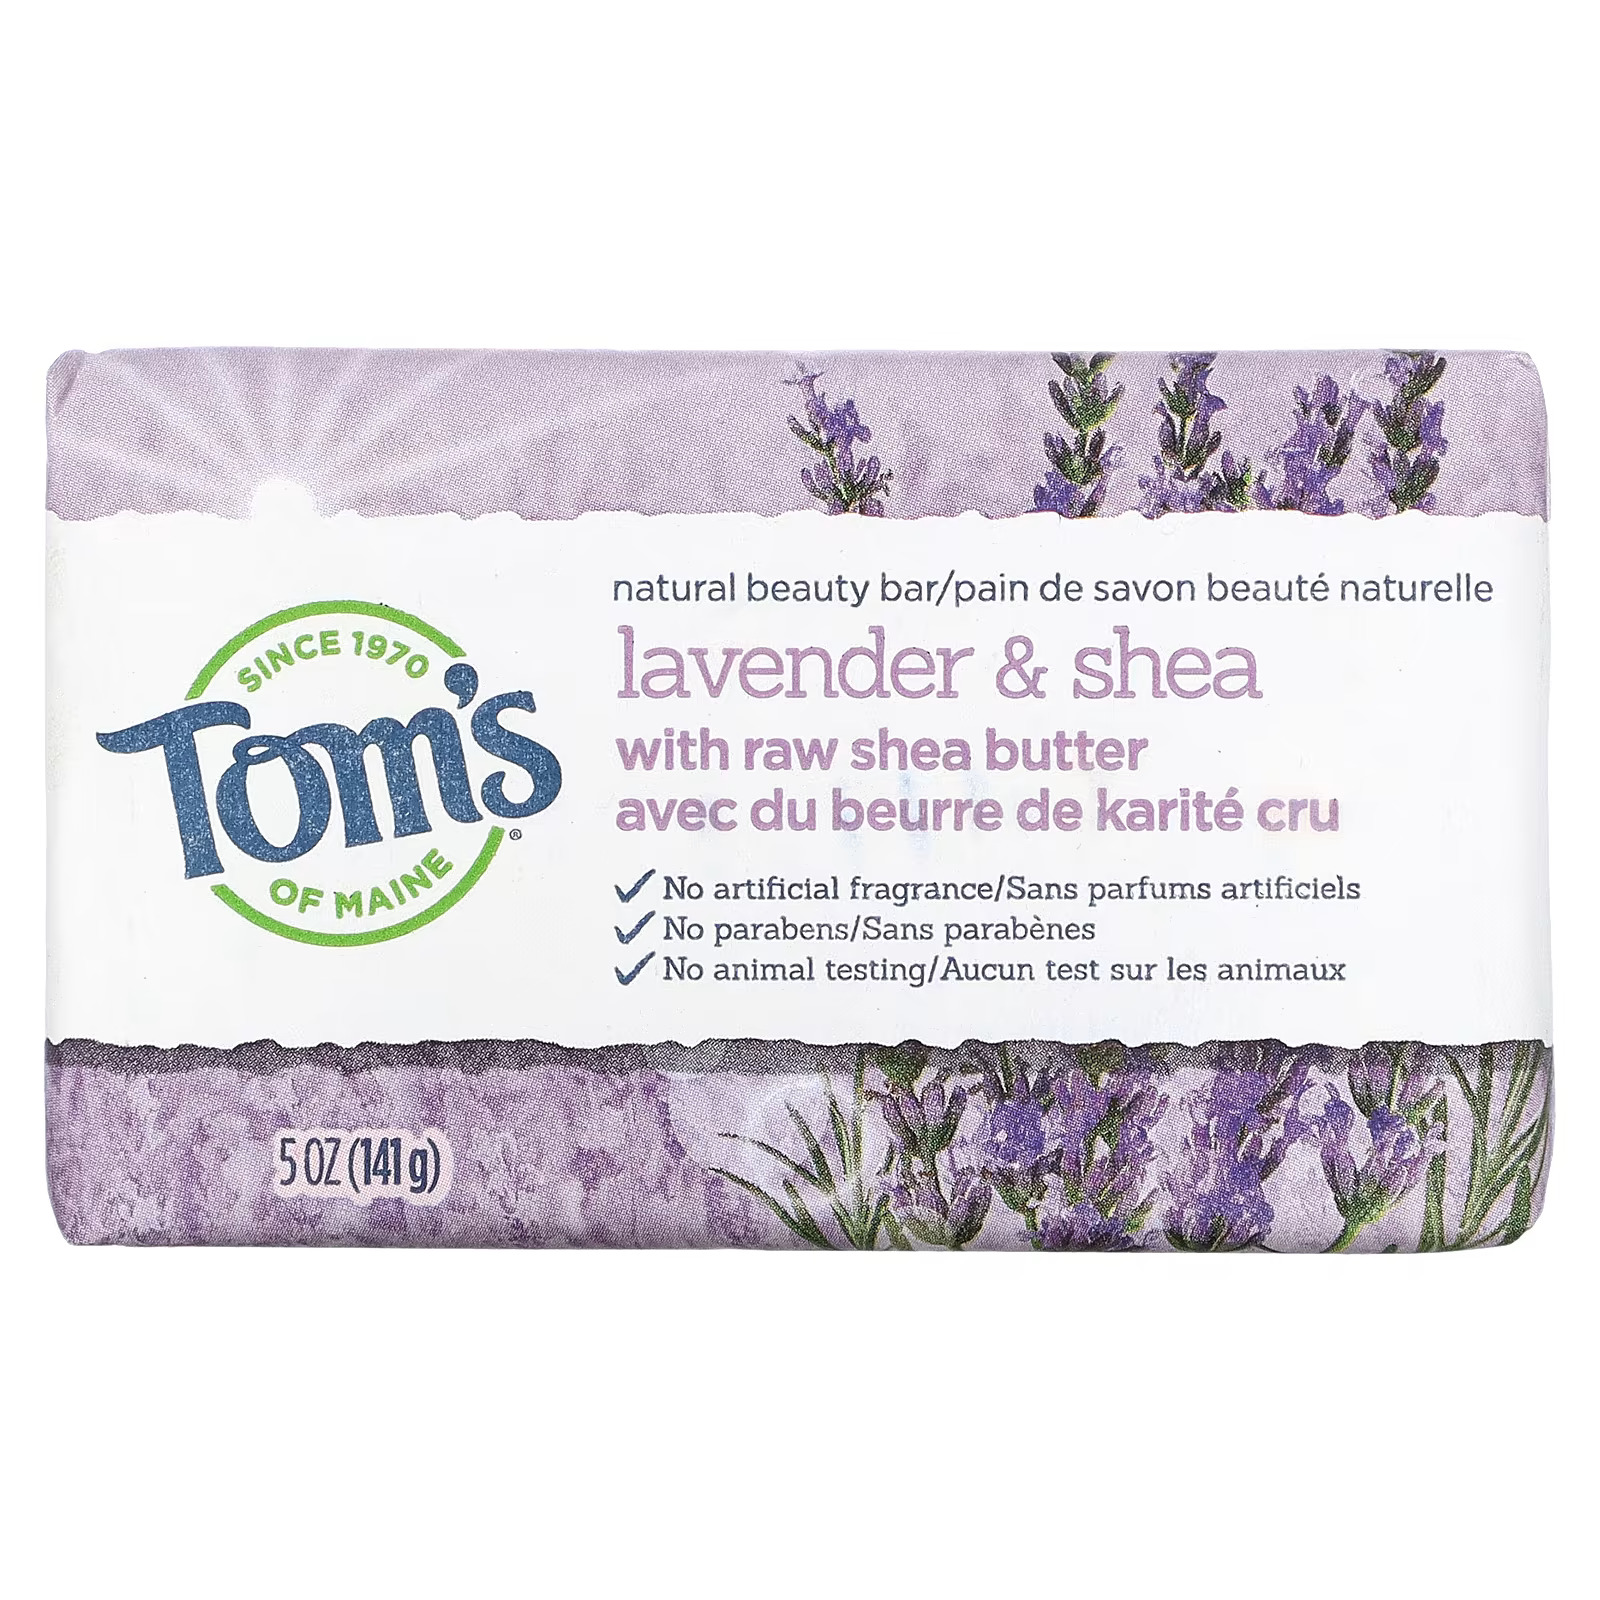 SINCE 1970
Tom's®
OF MAINE
natural beauty bar/pain de savon beauté naturelle
lavender & shea
with raw shea butter
avec du beurre de karité cru
✓ No artificial fragrance/Sans parfums artificiels
✓ No parabens/Sans parabènes
✓ No animal testing/Aucun test sur les animaux
5 OZ (141 g)